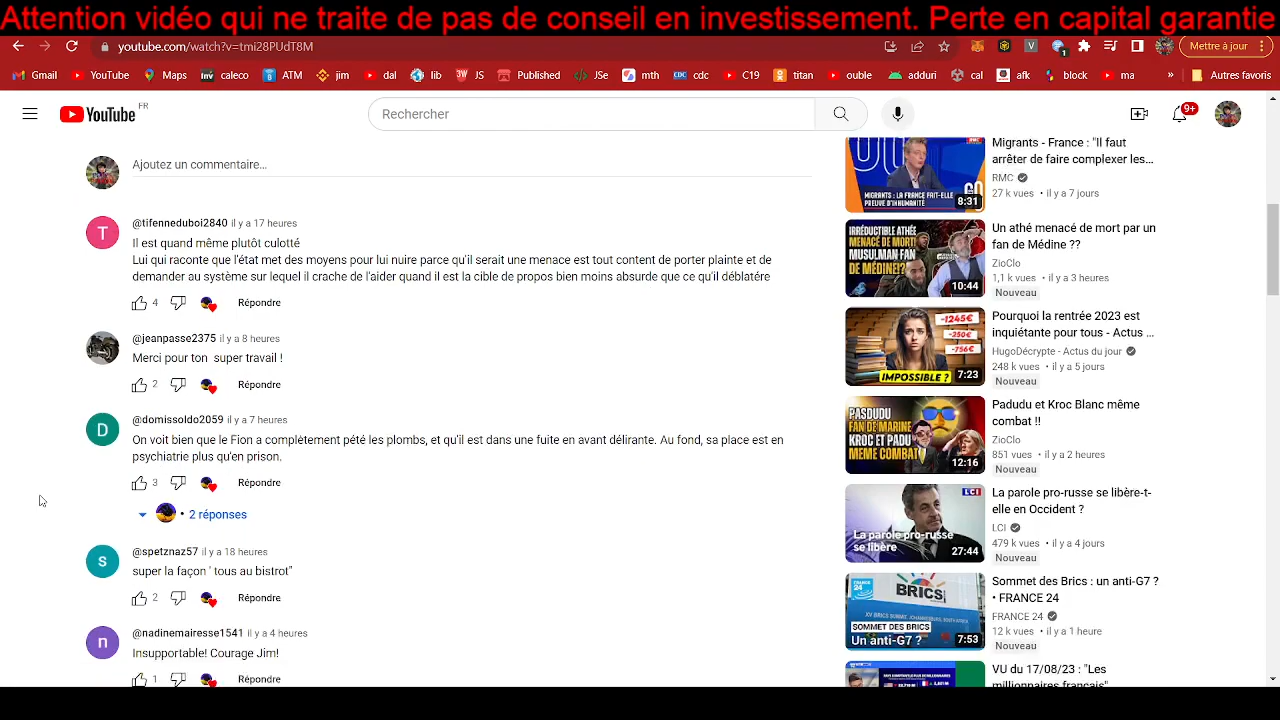 Attention vidéo qui ne traite de pas de conseil en investissement. Perte en capital garantie
youtube.com/watch?v=tmi28PUdT8M
Mettre à jour
Gmail YouTube Maps caleco ATM jim dal lib JS Published JSe mth cdc C19 titan ouble adduri cal afk block ma » Autres favoris
YouTube FR
Rechercher
9+
Ajoutez un commentaire...
@tifenneduboi2840 il y a 17 heures
Il est quand même plutôt culotté
Lui qui affirme que l'état met des moyens pour lui nuire parce qu'il serait une menace est tout content de porter plainte et de
demander au système sur lequel il crache de l'aider quand il est la cible de propos bien moins absurde que ce qu'il déblatére
4 Répondre
@jeanpasse2375 il y a 8 heures
Merci pour ton super travail !
2 Répondre
@domissoldo2059 il y a 7 heures
On voit bien que le Fion a complètement pété les plombs, et qu'il est dans une fuite en avant délirante. Au fond, sa place est en
psychiatrie plus qu'en prison.
3 Répondre
2 réponses
@spetznaz57 il y a 18 heures
super la façon ' tous au bistrot"
2 Répondre
@nadinemairesse1541 il y a 4 heures
Insupportable! Courage Jim!
1 Répondre
MIGRANTS : LA FRANCE FAIT-ELLE
PREUVE D'INHUMANITÉ
8:31
Migrants - France : "Il faut
arrêter de faire complexer les...
RMC
27 k vues • il y a 7 jours
IRRÉDUCTIBLE ATHÉE
MENACÉ DE MORT!
MUSULMAN FAN
DE MÉDINE!?
10:44
Un athé menacé de mort par un
fan de Médine ??
ZioClo
1,1 k vues • il y a 3 heures
Nouveau
-1245€
-250€
-756€
IMPOSSIBLE ?
7:23
Pourquoi la rentrée 2023 est
inquiétante pour tous - Actus ...
HugoDécrypte - Actus du jour
248 k vues • il y a 5 jours
Nouveau
PASDUDU
FAN DE MARINE
KROC ET PADU
MEME COMBAT
12:16
Padudu et Kroc Blanc même
combat !!
ZioClo
851 vues • il y a 2 heures
Nouveau
LCI
La parole pro-russe
se libère
27:44
La parole pro-russe se libère-t-
elle en Occident ?
LCI
479 k vues • il y a 4 jours
Nouveau
FRANCE 24
BRICS
SOMMET DES BRICS
Un anti-G7 ?
7:53
Sommet des Brics : un anti-G7 ?
• FRANCE 24
FRANCE 24
12 k vues • il y a 1 heure
Nouveau
VU du 17/08/23 : "Les
millionnaires français"